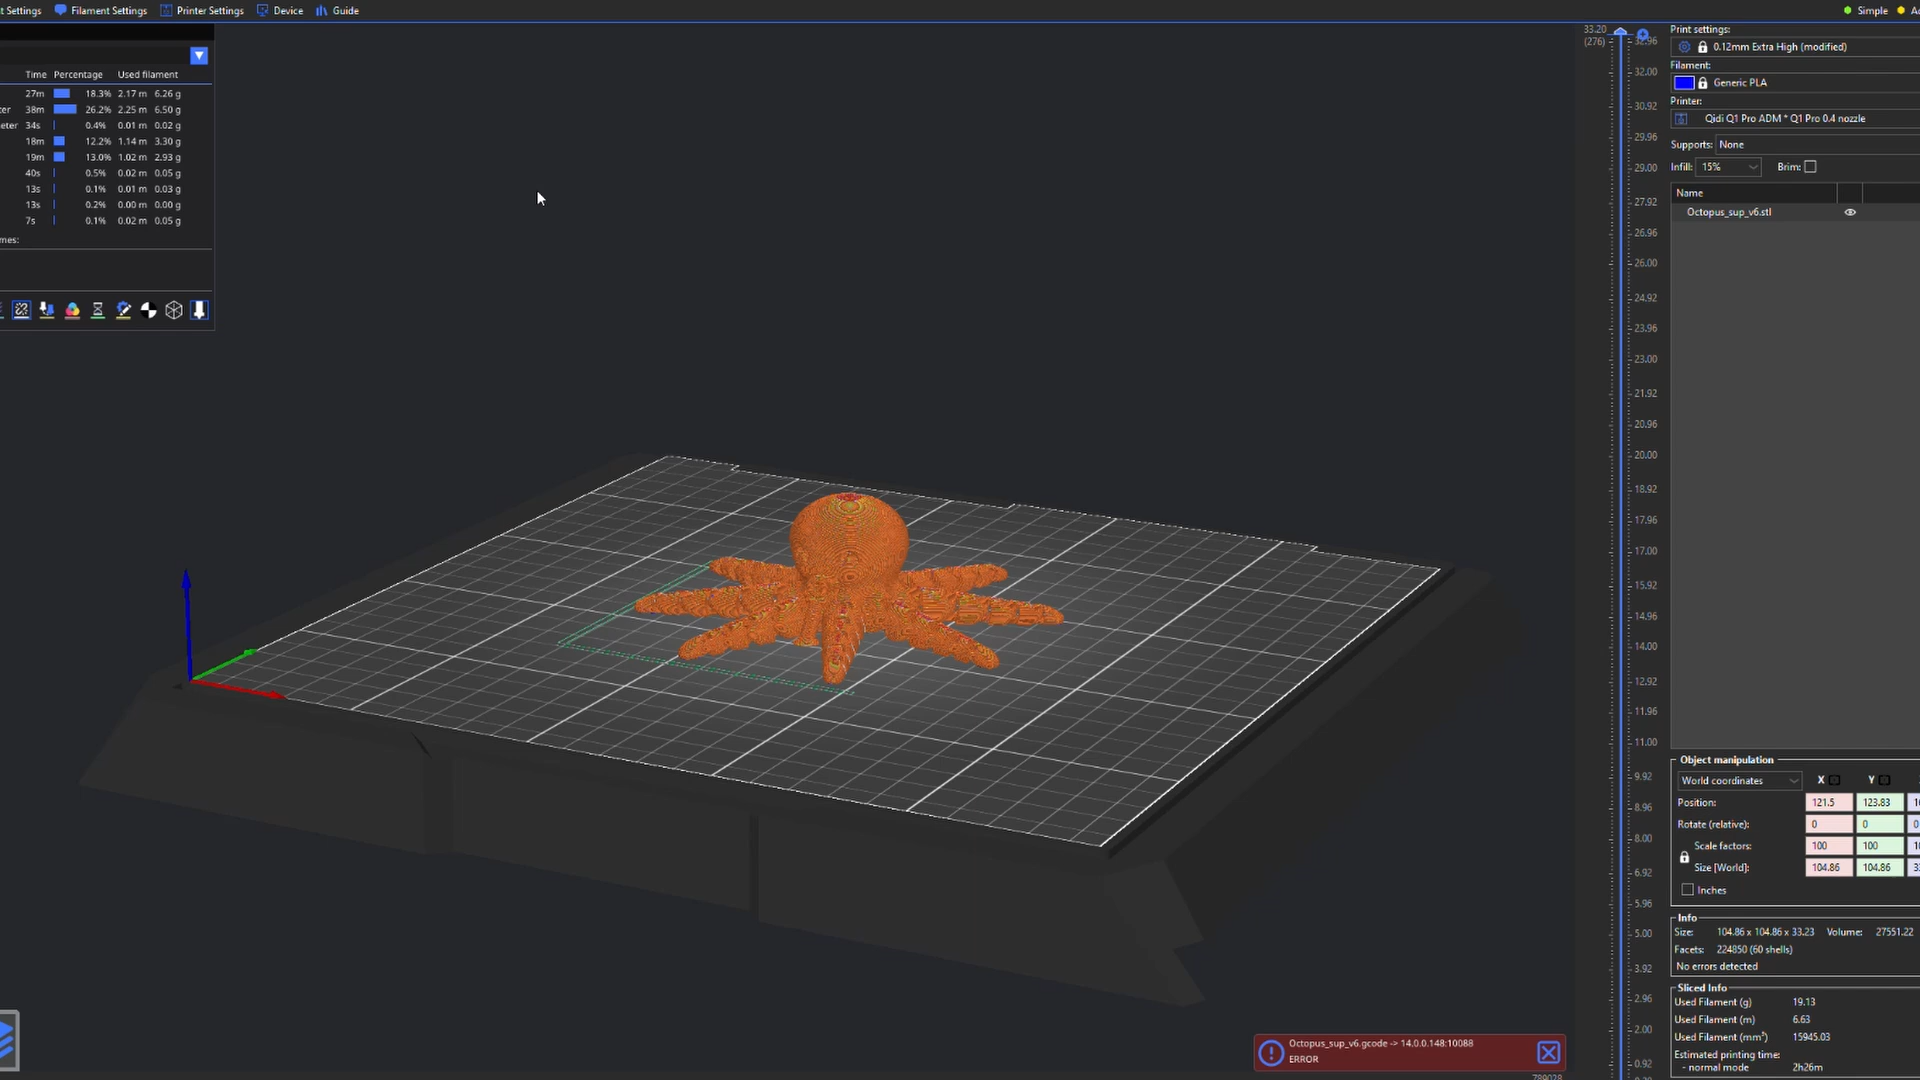 t Settings Filament Settings Printer Settings Device Guide Simple
Time Percentage Used filament
27m 18.3% 2.17 m 6.26 g
ter 38m 26.2% 2.25 m 6.50 g
meter 34s 0.4% 0.01 m 0.02 g
18m 12.2% 1.14 m 3.30 g
19m 13.0% 1.02 m 2.93 g
40s 0.5% 0.02 m 0.05 g
13s 0.1% 0.01 m 0.03 g
13s 0.2% 0.00 m 0.00 g
7s 0.1% 0.02 m 0.05 g
mes:
33.20
(276)
32.96
32.00
30.92
29.96
29.00
27.92
26.96
26.00
24.92
23.96
23.00
21.92
20.96
20.00
18.92
17.96
17.00
15.92
14.96
14.00
12.92
11.96
11.00
9.92
8.96
8.00
6.92
5.96
5.00
3.92
2.96
2.00
0.92
Print settings:
0.12mm Extra High (modified)
Filament:
Generic PLA
Printer:
Qidi Q1 Pro ADM * Q1 Pro 0.4 nozzle
Supports: None
Infill: 15% Brim:
Name
Octopus_sup_v6.stl
Object manipulation
World coordinates X Y
Position: 121.5 123.83
Rotate (relative): 0 0 0
Scale factors: 100 100
Size [World]: 104.86 104.86
Inches
Info
Size: 104.86 x 104.86 x 33.23 Volume: 27551.22
Facets: 224850 (60 shells)
No errors detected
Sliced Info
Used Filament (g) 19.13
Used Filament (m) 6.63
Used Filament (mm³) 15945.03
Estimated printing time:
- normal mode 2h26m
Octopus_sup_v6.gcode -> 14.0.0.148:10088
ERROR